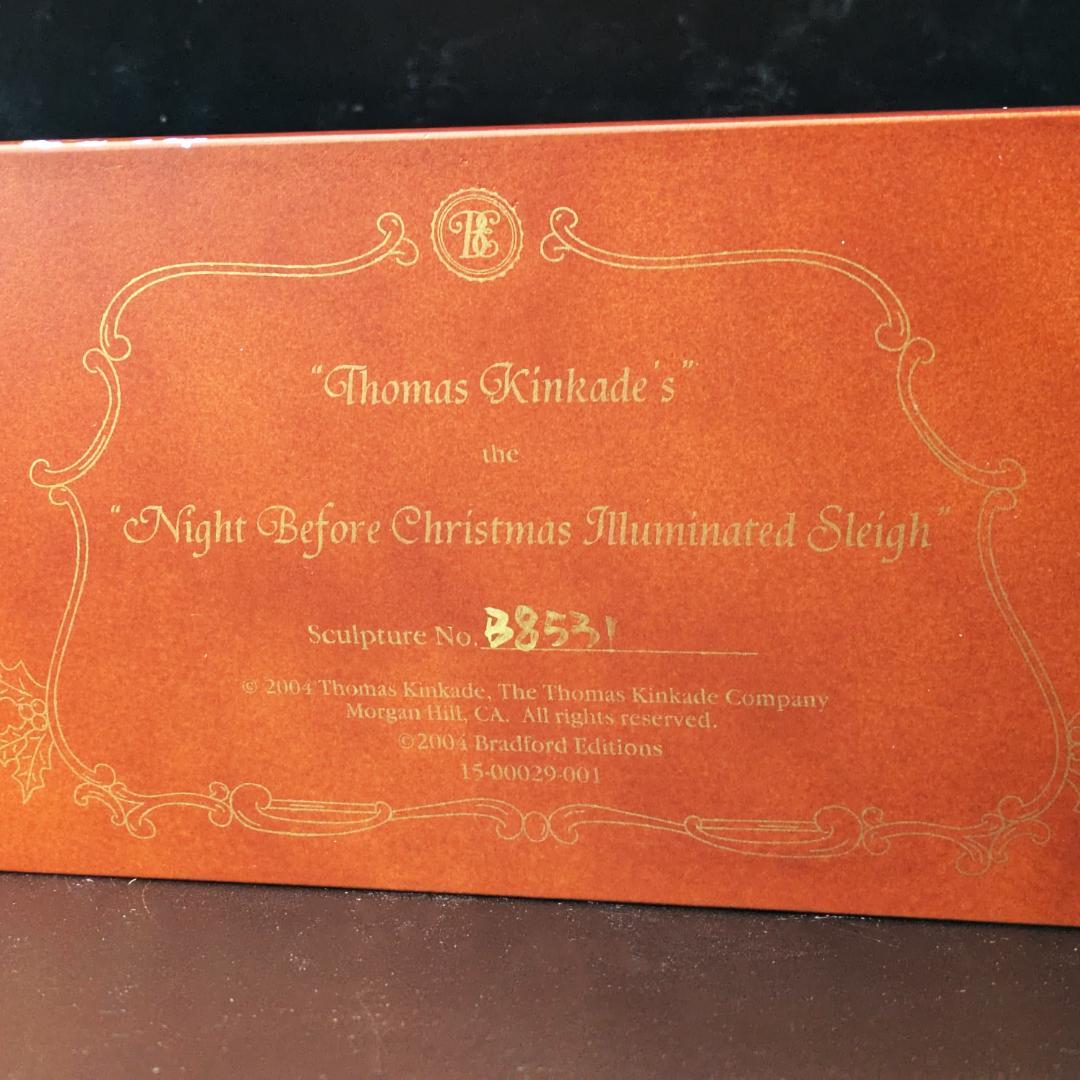 BE
"Thomas Kinkade's"
the
"Night Before Christmas Illuminated Sleigh"
Sculpture No. B8531
© 2004 Thomas Kinkade, The Thomas Kinkade Company
Morgan Hill, CA. All rights reserved.
©2004 Bradford Editions
15-00029-001